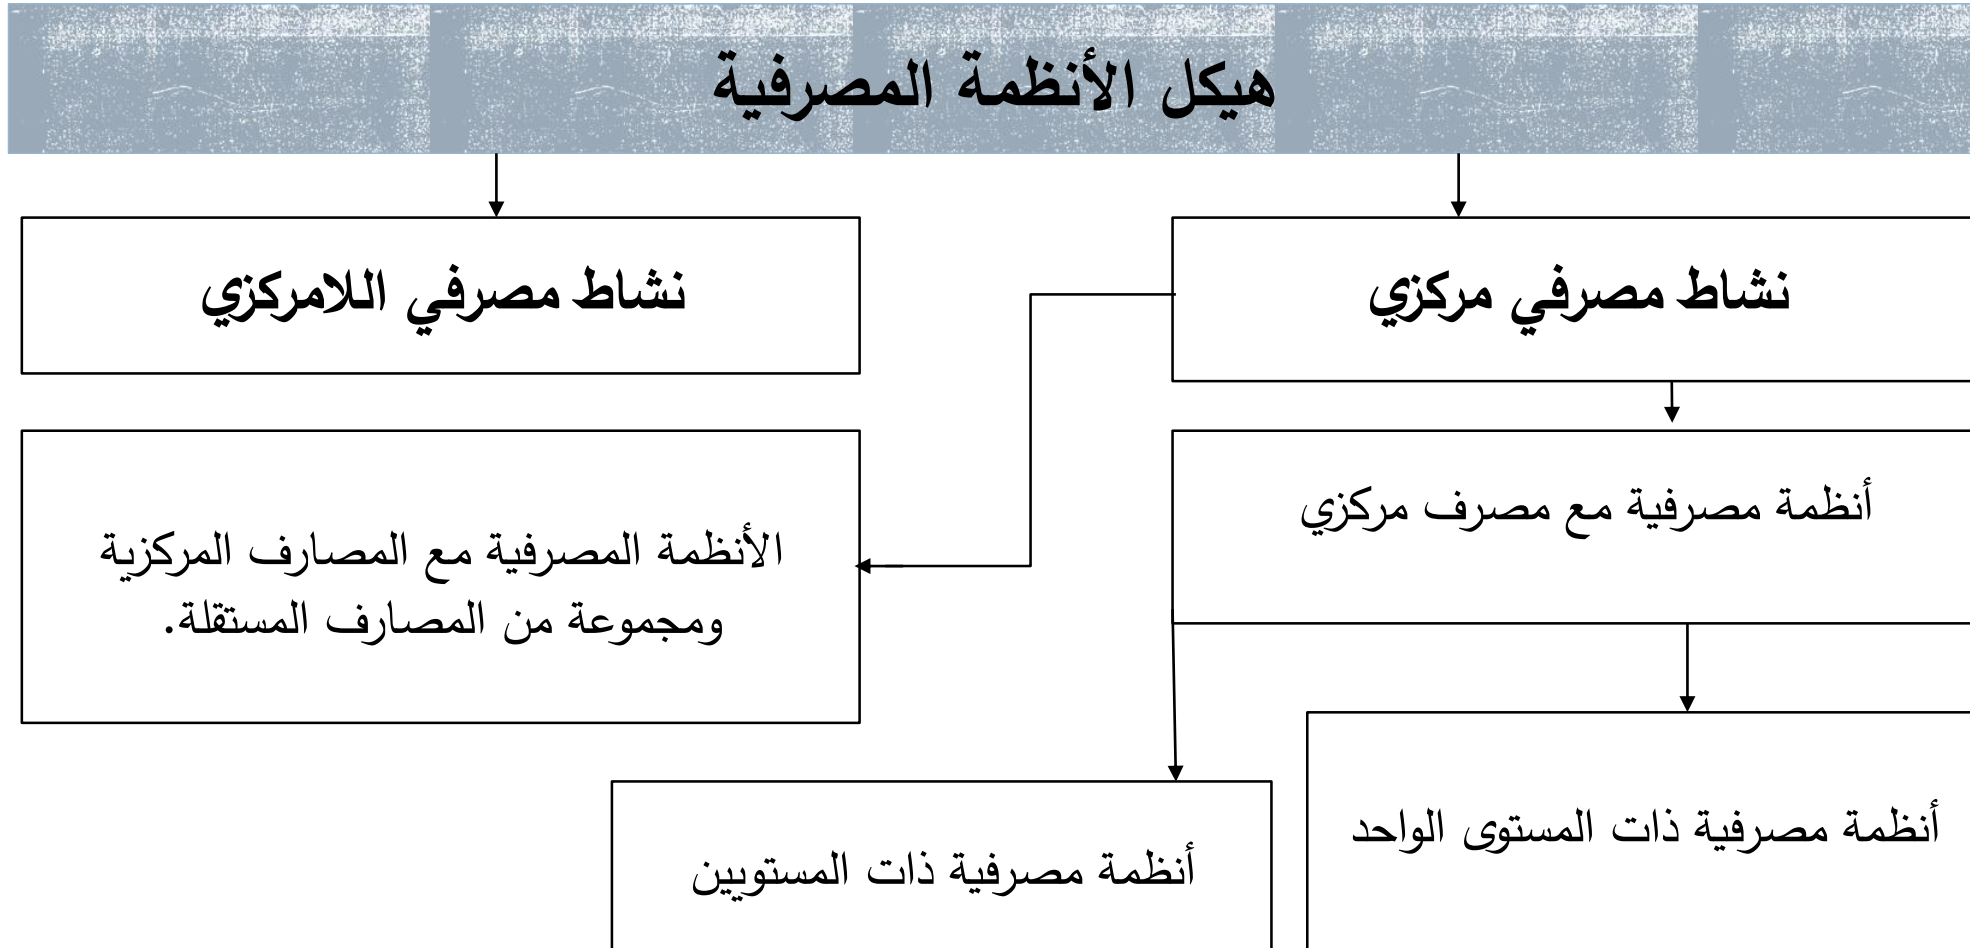 هيكل الأنظمة المصرفية
نشاط مصرفي مركزي
نشاط مصرفي اللامركزي
أنظمة مصرفية مع مصرف مركزي
الأنظمة المصرفية مع المصارف المركزية
ومجموعة من المصارف المستقلة.
أنظمة مصرفية ذات المستوى الواحد
أنظمة مصرفية ذات المستويين